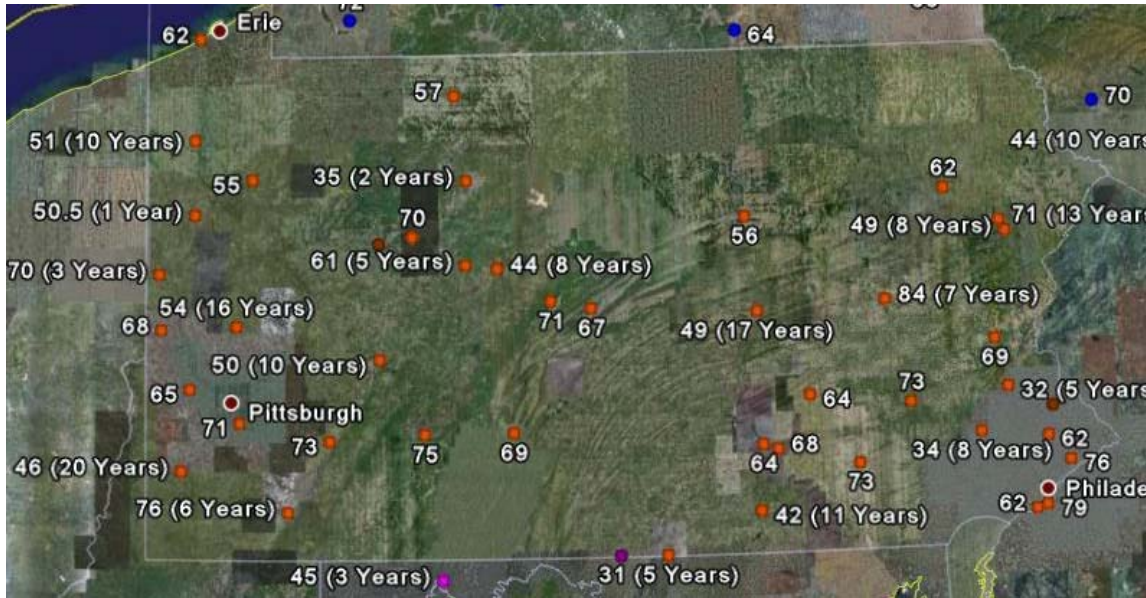 72
Erie
62
64
57
70
51 (10 Years)
44 (10 Years
55
35 (2 Years)
62
50.5 (1 Year)
70
56
49 (8 Years)
71 (13 Year
61 (5 Years)
44 (8 Years)
70 (3 Years)
84 (7 Years)
54 (16 Years)
71
67
49 (17 Years)
68
69
50 (10 Years)
65
64
73
32 (5 Years
Pittsburgh
71
73
75
69
64
68
34 (8 Years)
62
46 (20 Years)
73
76
Philade
76 (6 Years)
42 (11 Years)
62
79
45 (3 Years)
31 (5 Years)